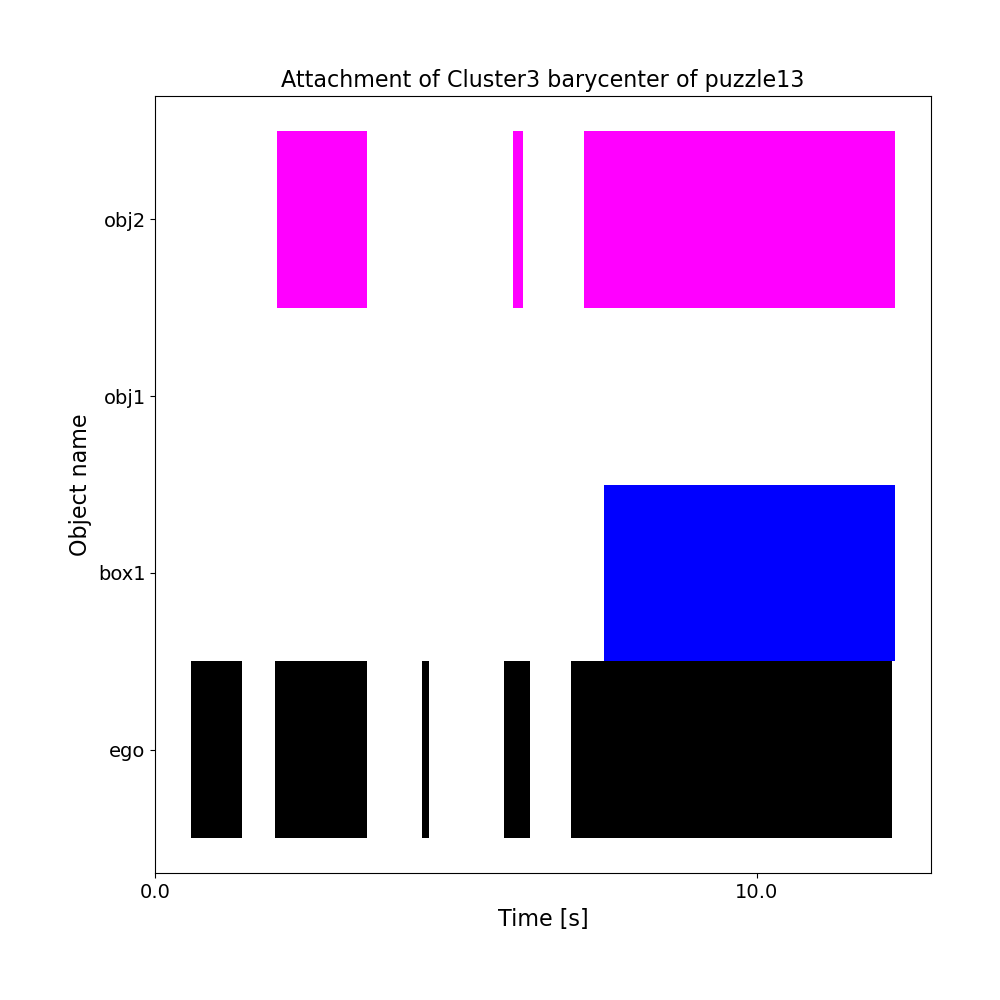 Attachment of Cluster3 barycenter of puzzle13
obj2
obj1
box1
ego
Object name
0.0 10.0
Time [s]